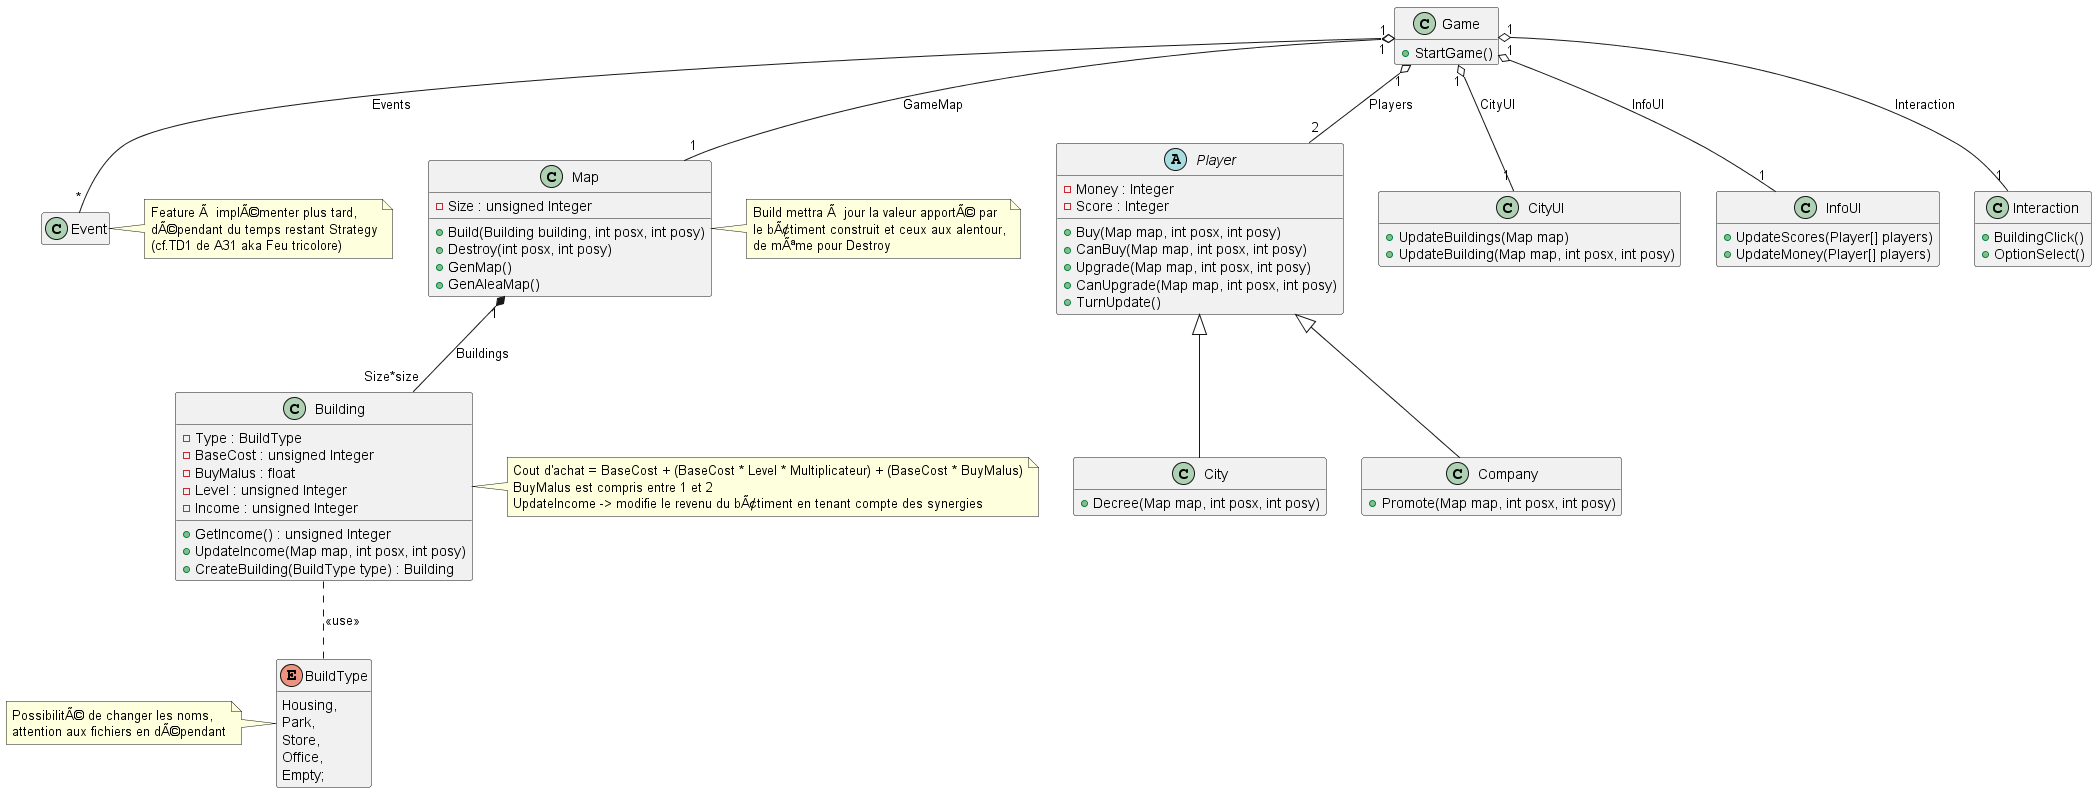 C Game
StartGame()
1
1
1
1
1
1
Events
GameMap
Players
CityUI
InfoUI
Interaction
*
1
2
1
1
1
C Event
Feature Ã  implÃ©menter plus tard,
dÃ©pendant du temps restant Strategy
(cf.TD1 de A31 aka Feu tricolore)
C Map
Size : unsigned Integer
Build(Building building, int posx, int posy)
Destroy(int posx, int posy)
GenMap()
GenAleaMap()
Build mettra Ã  jour la valeur apportÃ© par
le bÃ¢timent construit et ceux aux alentour,
de mÃªme pour Destroy
A Player
Money : Integer
Score : Integer
Buy(Map map, int posx, int posy)
CanBuy(Map map, int posx, int posy)
Upgrade(Map map, int posx, int posy)
CanUpgrade(Map map, int posx, int posy)
TurnUpdate()
C CityUI
UpdateBuildings(Map map)
UpdateBuilding(Map map, int posx, int posy)
C InfoUI
UpdateScores(Player[] players)
UpdateMoney(Player[] players)
C Interaction
BuildingClick()
OptionSelect()
1
Buildings
Size*size
C Building
Type : BuildType
BaseCost : unsigned Integer
BuyMalus : float
Level : unsigned Integer
Income : unsigned Integer
GetIncome() : unsigned Integer
UpdateIncome(Map map, int posx, int posy)
CreateBuilding(BuildType type) : Building
Cout d'achat = BaseCost + (BaseCost * Level * Multiplicateur) + (BaseCost * BuyMalus)
BuyMalus est compris entre 1 et 2
UpdateIncome -> modifie le revenu du bÃ¢timent en tenant compte des synergies
C City
Decree(Map map, int posx, int posy)
C Company
Promote(Map map, int posx, int posy)
«use»
E BuildType
Housing,
Park,
Store,
Office,
Empty;
PossibilitÃ© de changer les noms,
attention aux fichiers en dÃ©pendant